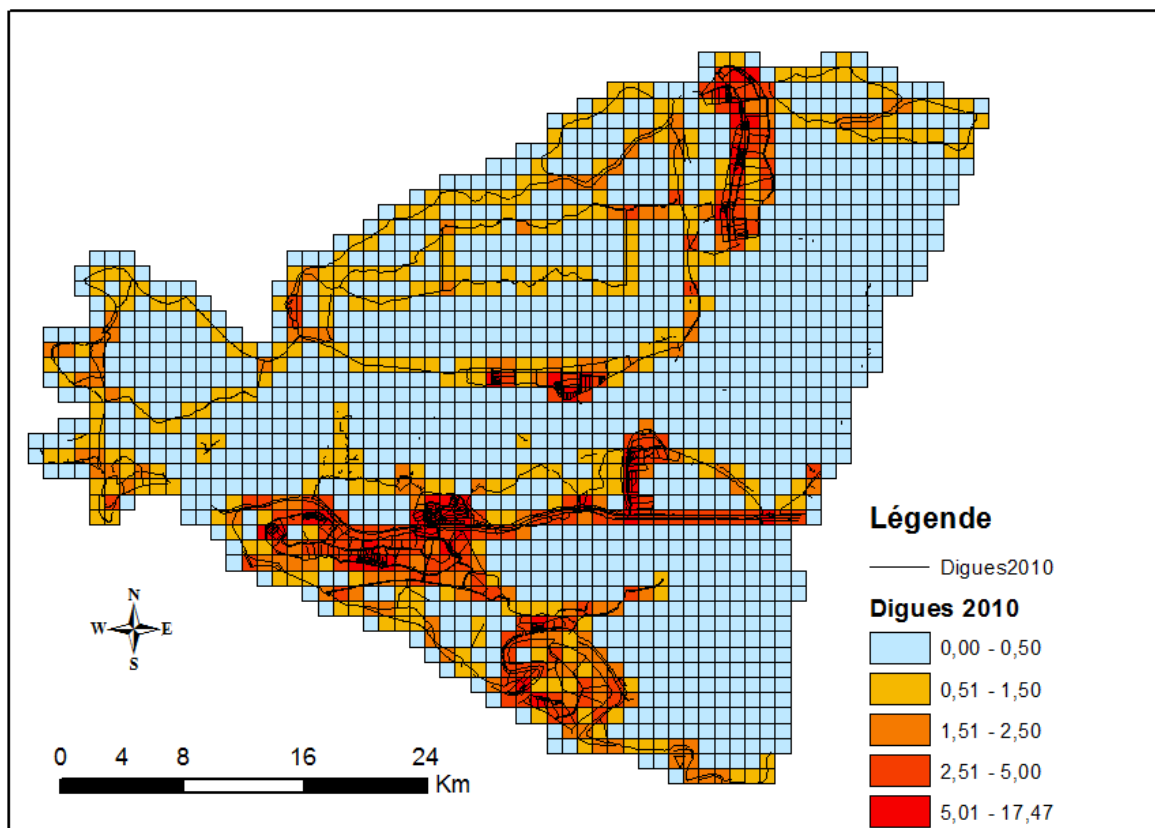 N
W E
S
0 4 8 16 24
Km
Légende
Digues2010
Digues 2010
0,00 - 0,50
0,51 - 1,50
1,51 - 2,50
2,51 - 5,00
5,01 - 17,47